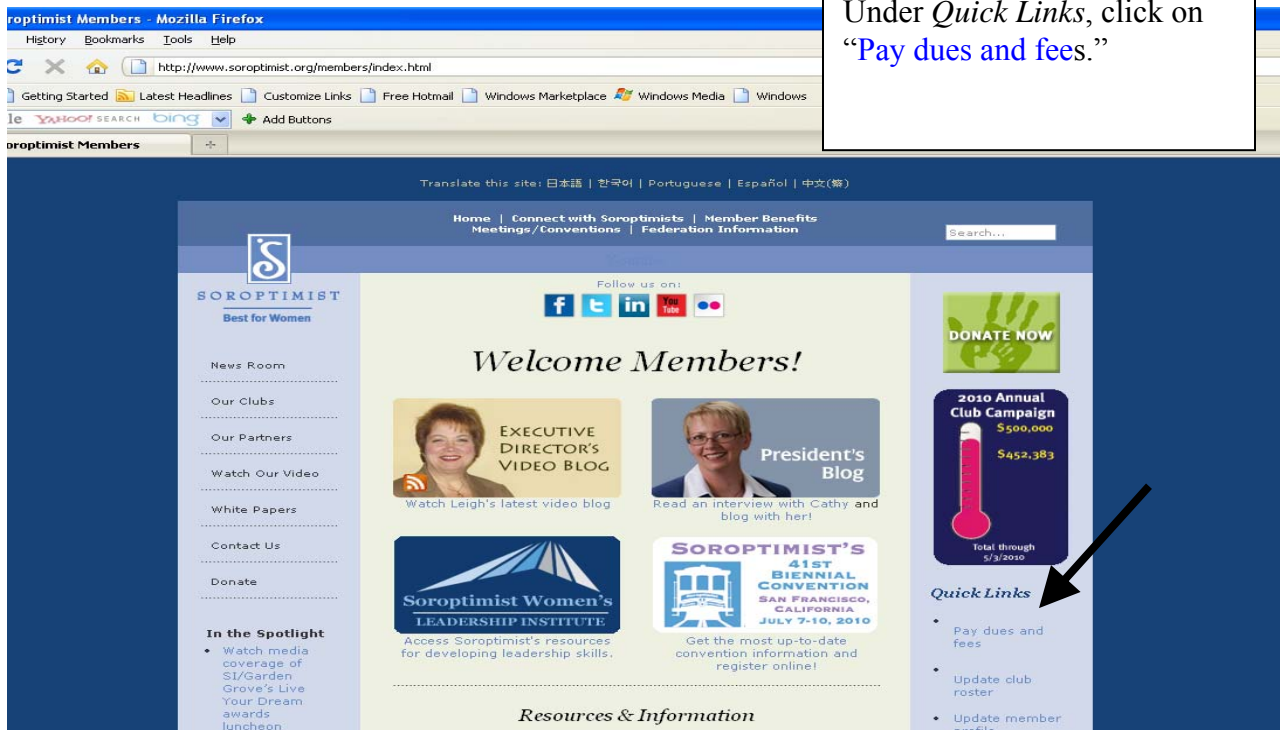 roptimist Members - Mozilla Firefox
History Bookmarks Tools Help
http://www.soroptimist.org/members/index.html
Getting Started Latest Headlines Customize Links Free Hotmail Windows Marketplace Windows Media Windows
le YAHOO! SEARCH bing Add Buttons
oroptimist Members
Under Quick Links, click on
“Pay dues and fees.”
Translate this site: 日本語 | 한국어 | Portuguese | Español | 中文(繁)
Home | Connect with Soroptimists | Member Benefits
Meetings/Conventions | Federation Information
Search...
S
SOROPTIMIST
Best for Women
News Room
Our Clubs
Our Partners
Watch Our Video
White Papers
Contact Us
Donate
In the Spotlight
• Watch media
coverage of
SI/Garden
Grove's Live
Your Dream
awards
luncheon
Follow us on:
f t in You Tube
Welcome Members!
EXECUTIVE
DIRECTOR'S
VIDEO BLOG
Watch Leigh's latest video blog
President's
Blog
Read an interview with Cathy and
blog with her!
Soroptimist Women's
LEADERSHIP INSTITUTE
Access Soroptimist's resources
for developing leadership skills.
SOROPTIMIST'S
41ST
BIENNIAL
CONVENTION
SAN FRANCISCO,
CALIFORNIA
JULY 7-10, 2010
Get the most up-to-date
convention information and
register online!
Resources & Information
DONATE NOW
2010 Annual
Club Campaign
$500,000
$452,383
Total through
5/3/2010
Quick Links
• Pay dues and
fees
• Update club
roster
• Update member